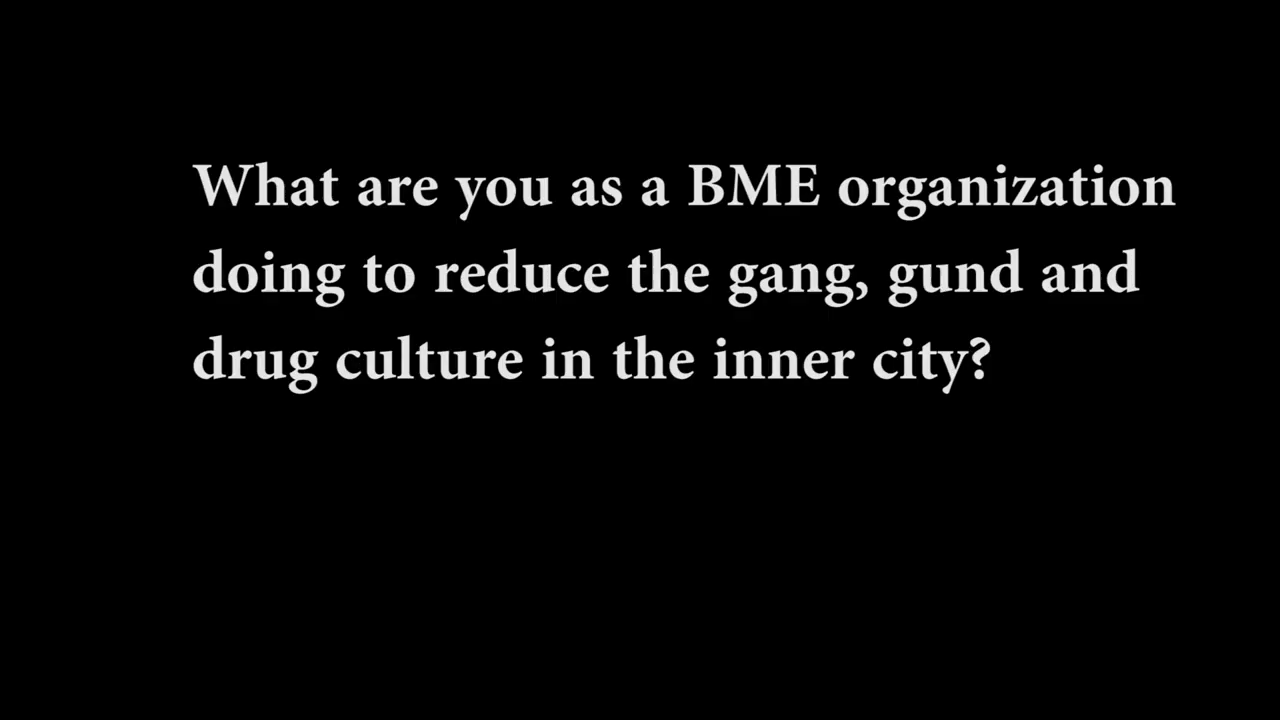 What are you as a BME organization
doing to reduce the gang, gund and
drug culture in the inner city?